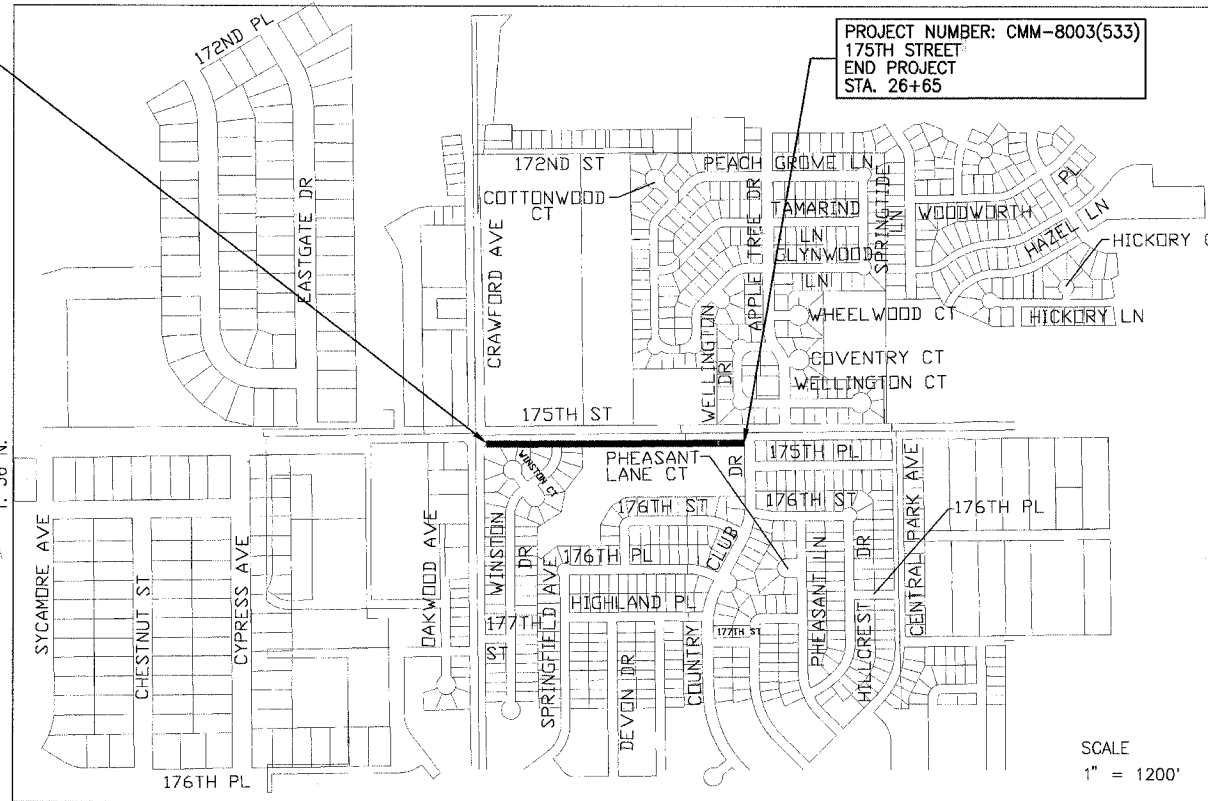 PROJECT NUMBER: CMM-8003(533)
175TH STREET
END PROJECT
STA. 26+65
172ND PL
EASTGATE DR
CRAWFORD AVE
172ND ST
COTTONWOOD
CT
PEACH GROVE LN
APPLE TREE DR
TAMARIND
LN
GLYNWOOD
LN
SPRINGTIDE
LN
WOODWORTH
PL
HAZEL LN
HICKORY
HICKORY LN
WHEELWOOD CT
WELLINGTON
DR
COVENTRY CT
WELLINGTON CT
175TH ST
WINSTON CT
PHEASANT
LANE CT
DR
175TH PL
176TH ST
176TH ST
176TH PL
176TH PL
CLUB
HIGHLAND PL
177TH
ST
177TH ST
SYCAMORE AVE
CHESTNUT ST
CYPRESS AVE
OAKWOOD AVE
WINSTON
DR
SPRINGFIELD AVE
DEVON DR
COUNTRY
PHEASANT LN
HILLCREST
DR
CENTRAL PARK AVE
176TH PL
SCALE
1" = 1200'